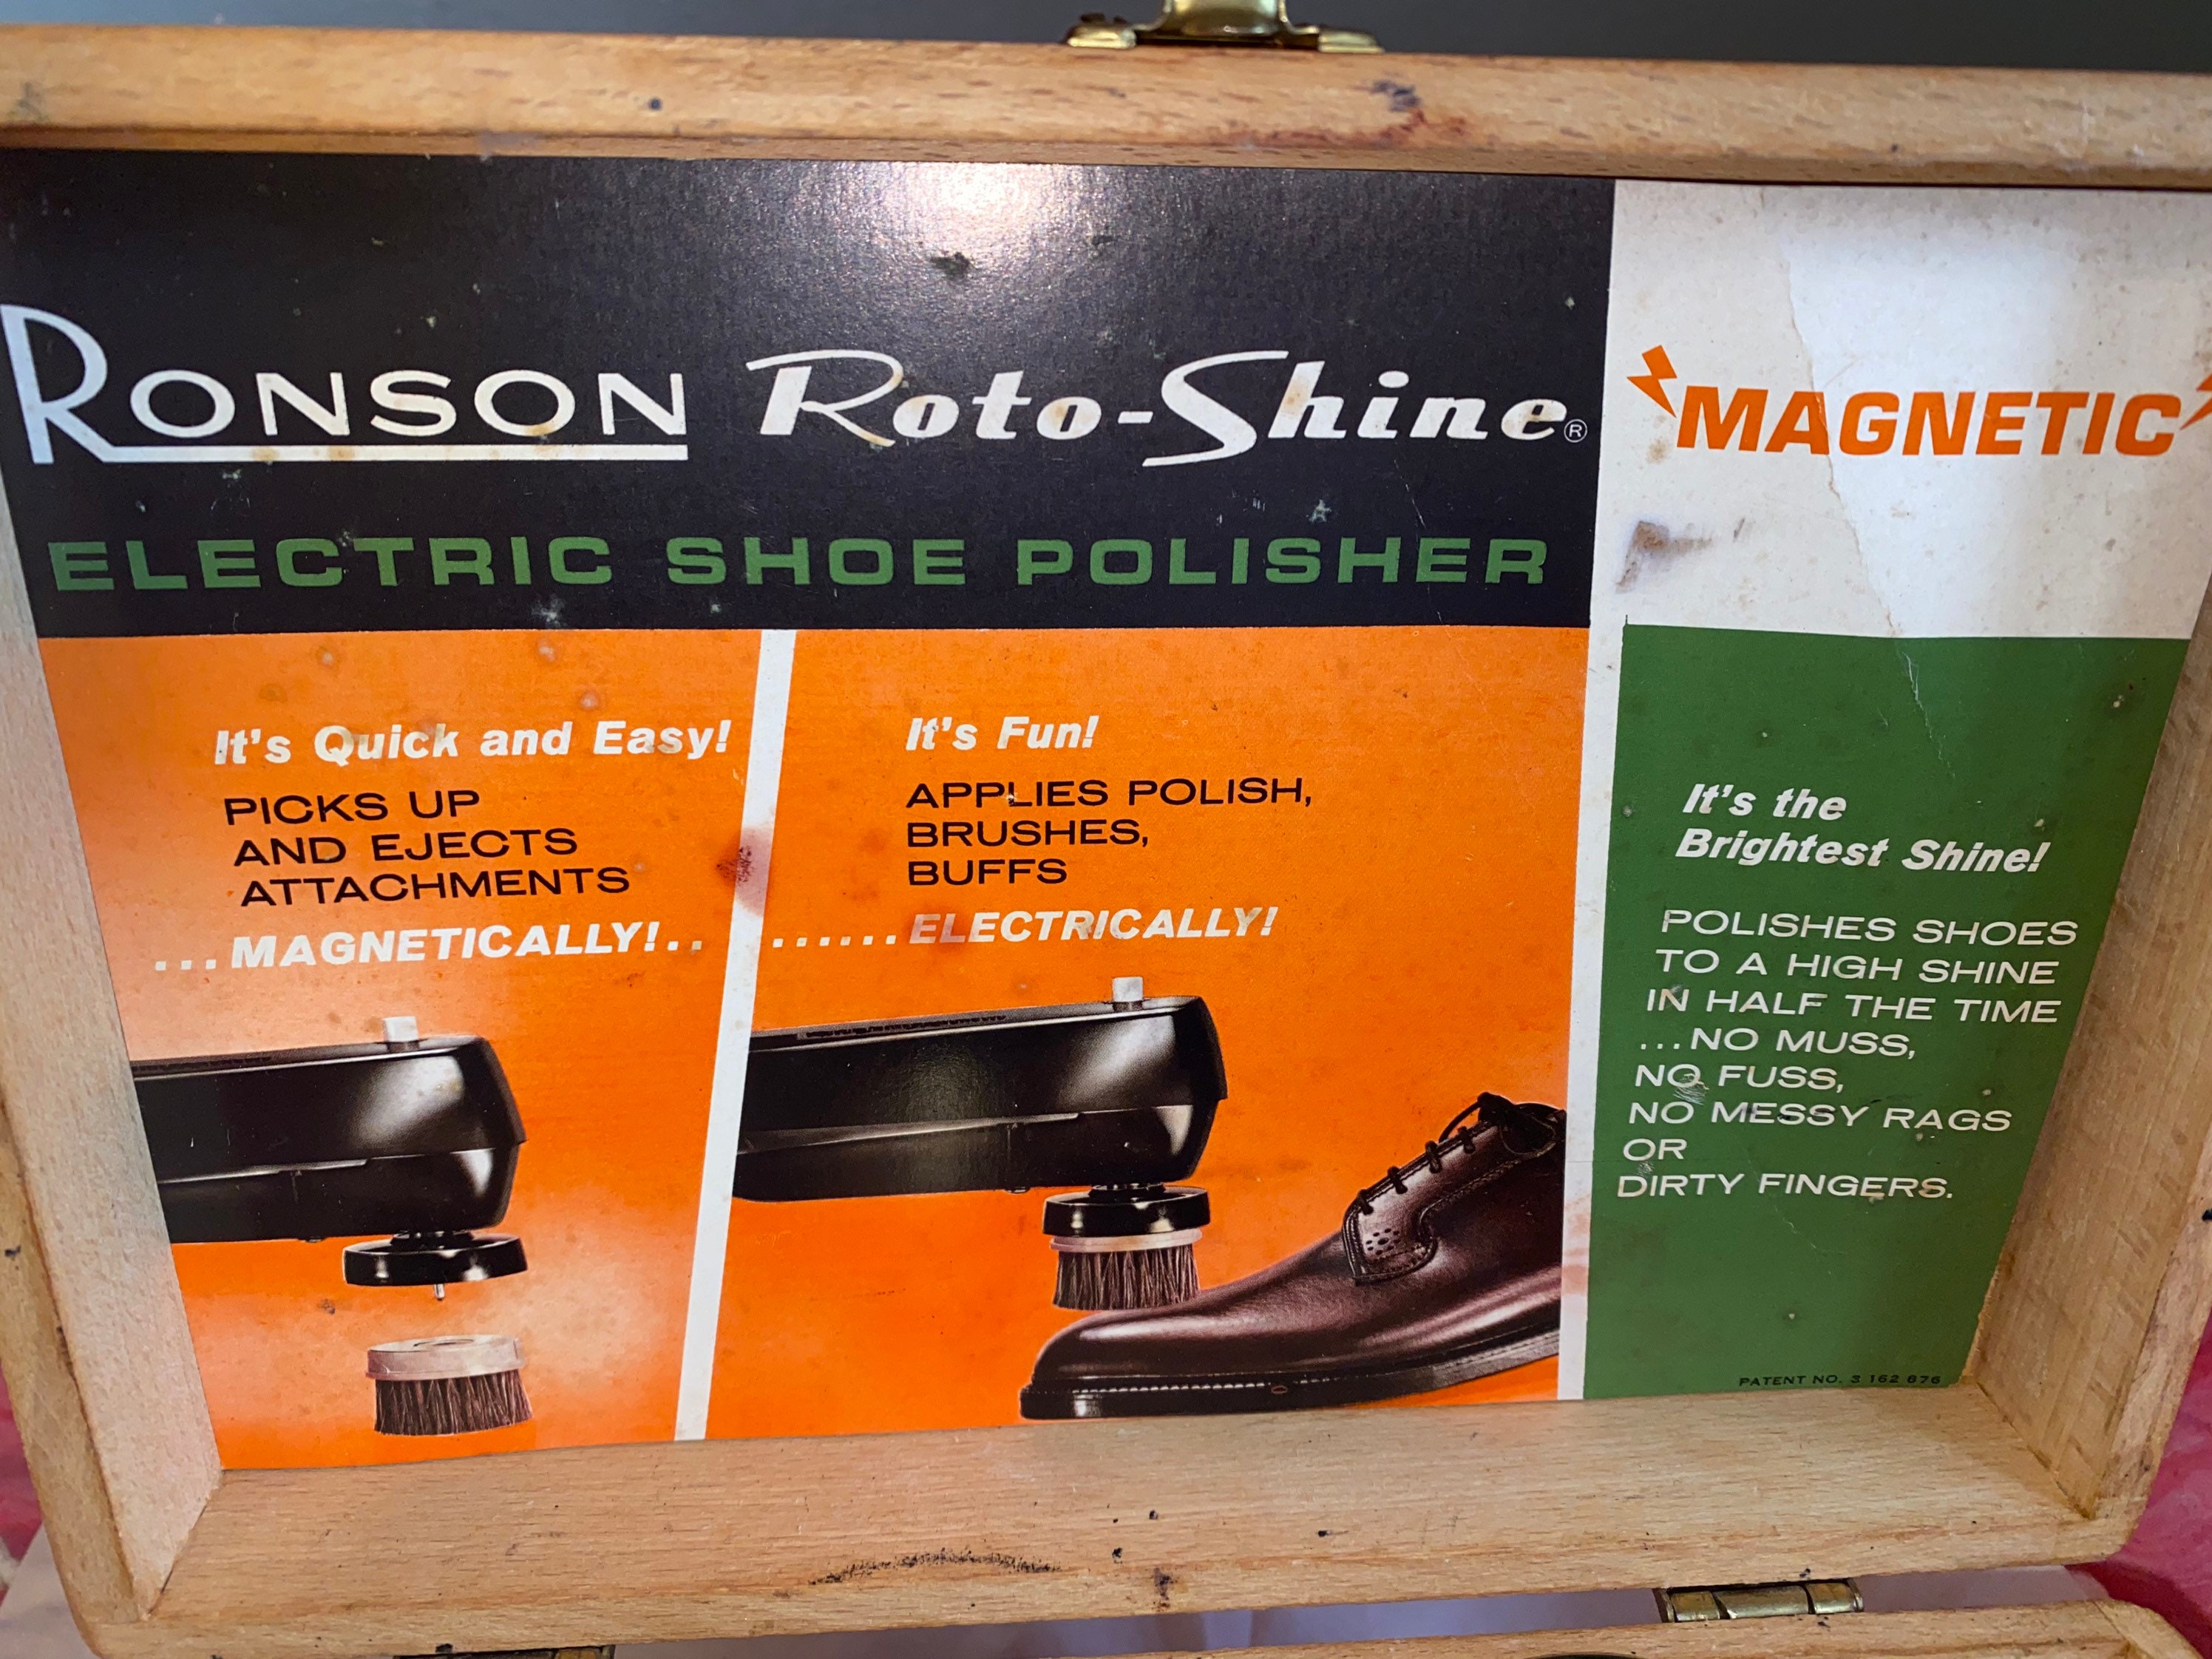 RONSON Roto-Shine®
ELECTRIC SHOE POLISHER
MAGNETIC
It's Quick and Easy!
PICKS UP
AND EJECTS
ATTACHMENTS
...MAGNETICALLY!..
It's Fun!
APPLIES POLISH,
BRUSHES,
BUFFS
......ELECTRICALLY!
It's the
Brightest Shine!
POLISHES SHOES
TO A HIGH SHINE
IN HALF THE TIME
...NO MUSS,
NO FUSS,
NO MESSY RAGS
OR
DIRTY FINGERS.
PATENT NO. 3 162 876